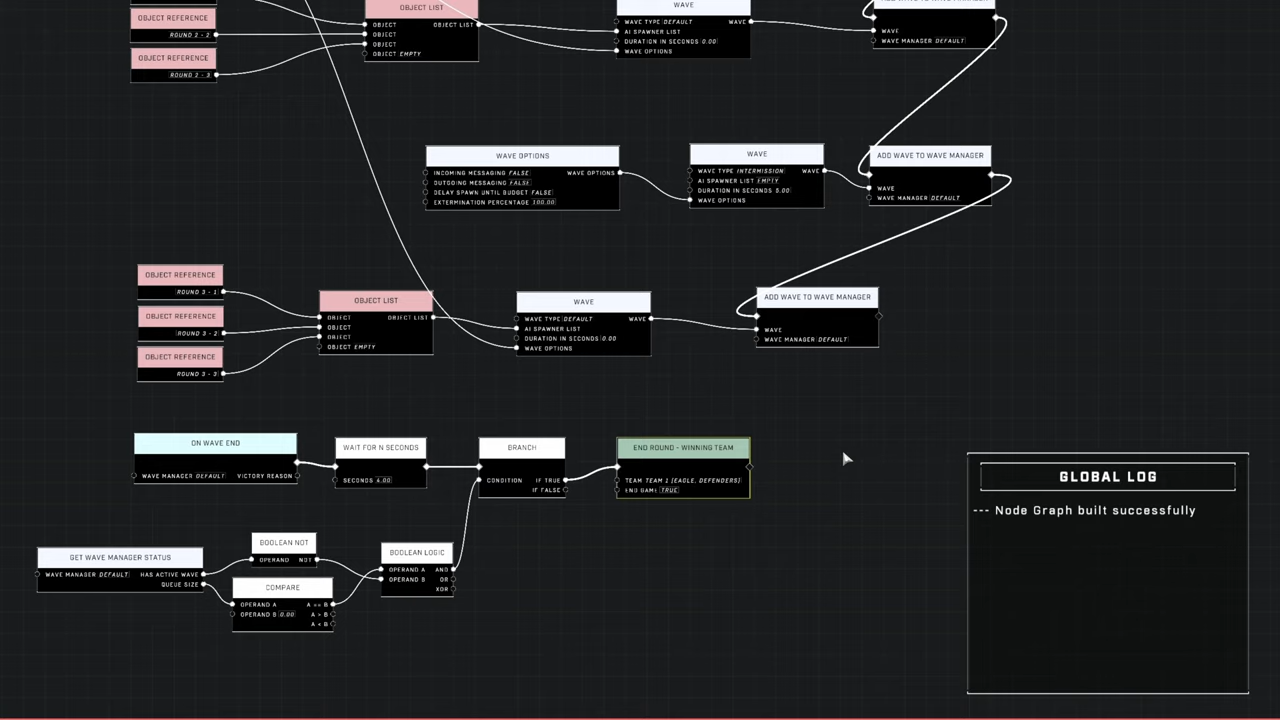 OBJECT REFERENCE
ROUND 2 - 2
OBJECT REFERENCE
ROUND 2 - 3
OBJECT LIST
OBJECT OBJECT LIST
OBJECT
OBJECT
OBJECT EMPTY
WAVE
WAVE TYPE DEFAULT WAVE
AI SPAWNER LIST
DURATION IN SECONDS 0.00
WAVE OPTIONS
ADD WAVE TO WAVE MANAGER
WAVE
WAVE MANAGER DEFAULT
WAVE OPTIONS
INCOMING MESSAGING FALSE WAVE OPTIONS
OUTGOING MESSAGING FALSE
DELAY SPAWN UNTIL BUDGET FALSE
EXTERMINATION PERCENTAGE 100.00
WAVE
WAVE TYPE INTERMISSION WAVE
AI SPAWNER LIST EMPTY
DURATION IN SECONDS 5.00
WAVE OPTIONS
ADD WAVE TO WAVE MANAGER
WAVE
WAVE MANAGER DEFAULT
OBJECT REFERENCE
ROUND 3 - 1
OBJECT REFERENCE
ROUND 3 - 2
OBJECT REFERENCE
ROUND 3 - 3
OBJECT LIST
OBJECT OBJECT LIST
OBJECT
OBJECT
OBJECT EMPTY
WAVE
WAVE TYPE DEFAULT WAVE
AI SPAWNER LIST
DURATION IN SECONDS 0.00
WAVE OPTIONS
ADD WAVE TO WAVE MANAGER
WAVE
WAVE MANAGER DEFAULT
ON WAVE END
WAVE MANAGER DEFAULT VICTORY REASON
WAIT FOR N SECONDS
SECONDS 4.00
BRANCH
CONDITION IF TRUE
IF FALSE
END ROUND - WINNING TEAM
TEAM TEAM 1 [EAGLE, DEFENDERS]
END GAME TRUE
GET WAVE MANAGER STATUS
WAVE MANAGER DEFAULT HAS ACTIVE WAVE
QUEUE SIZE
BOOLEAN NOT
OPERAND NOT
COMPARE
OPERAND A A == B
OPERAND B 0.00 A > B
A < B
BOOLEAN LOGIC
OPERAND A AND
OPERAND B OR
XOR
GLOBAL LOG
--- Node Graph built successfully